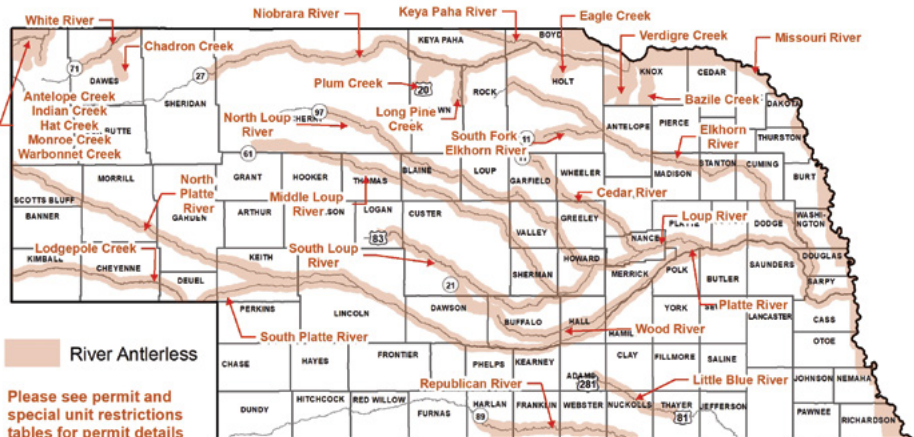 White River
Niobrara River
Keya Paha River
Eagle Creek
Verdigre Creek
Missouri River
KEYA PAHA
BOYD
Chadron Creek
71
27
DAWES
Plum Creek
20
HOLT
KNOX
CEDAR
SHERIDAN
ROCK
Antelope Creek
Indian Creek
Hat Creek
Monroe Creek
Warbonnet Creek
97
North Loup
River
Long Pine
Creek
Bazile Creek
DAKOTA
ANTELOPE
PIERCE
THURSTON
South Fork
Elkhorn River
11
Elkhorn
River
61
11
GRANT
HOOKER
THOMAS
BLAINE
LOUP
GARFIELD
WHEELER
MADISON
STANTON
CUMING
BURT
MORRILL
SCOTTS BLUFF
BANNER
North
Platte
River
GARDEN
ARTHUR
Middle Loup
River
LOGAN
CUSTER
VALLEY
Cedar River
GREELEY
Loup River
NANCE
PLATTE
DODGE
WASHI-
NGTON
83
Lodgepole Creek
KIMBALL
CHEYENNE
DEUEL
KEITH
South Loup
River
SHERMAN
HOWARD
MERRICK
POLK
BUTLER
SAUNDERS
DOUGLAS
SARPY
21
PERKINS
LINCOLN
DAWSON
BUFFALO
HALL
HAMIL
YORK
Platte River
LANCASTER
CASS
OTOE
South Platte River
Wood River
River Antlerless
CHASE
HAYES
FRONTIER
PHELPS
KEARNEY
ADAMS
CLAY
FILLMORE
SALINE
JOHNSON
NEMAHA
281
Republican River
Little Blue River
Please see permit and
special unit restrictions
tables for permit details
DUNDY
HITCHCOCK
RED WILLOW
FURNAS
HARLAN
FRANKLIN
WEBSTER
NUCKOLLS
THAYER
JEFFERSON
PAWNEE
RICHARDSON
89
81